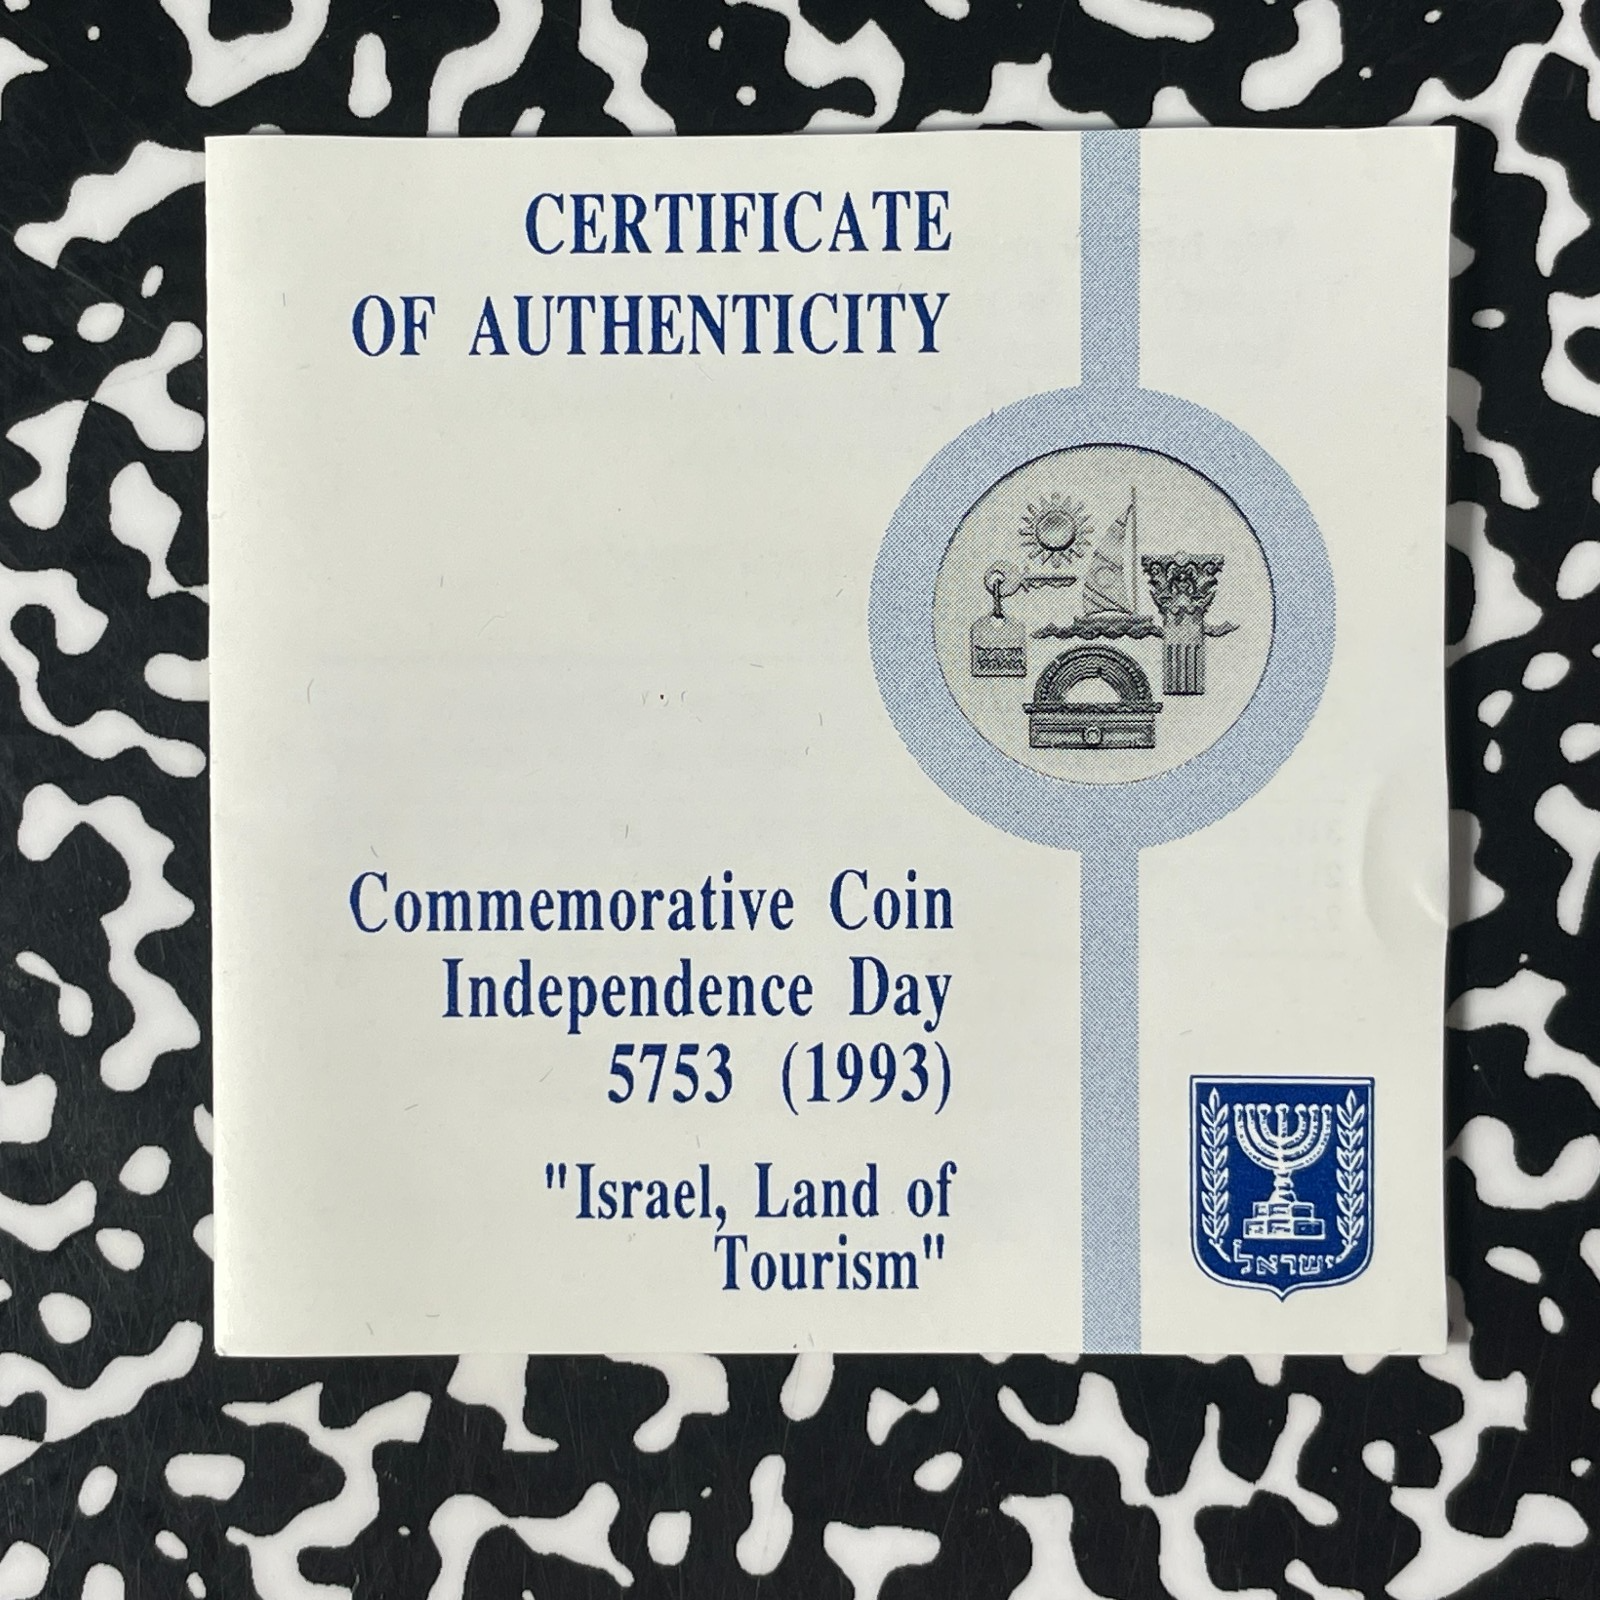 CERTIFICATE
OF AUTHENTICITY
Commemorative Coin
Independence Day
5753 (1993)
"Israel, Land of
Tourism"
ישראל